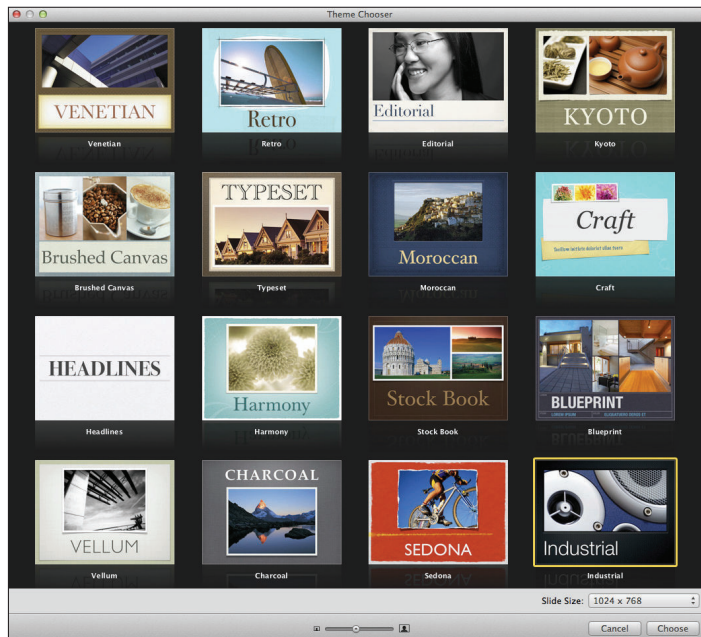 Theme Chooser
VENETIAN
Retro
Editorial
KYOTO
Venetian
Retro
Editorial
Kyoto
Brushed Canvas
TYPESET
Moroccan
Craft
Brushed Canvas
Typeset
Moroccan
Craft
HEADLINES
Harmony
Stock Book
BLUEPRINT
LOREM IPSUM
Headlines
Harmony
Stock Book
Blueprint
VELLUM
CHARCOAL
SEDONA
Industrial
Vellum
Charcoal
Sedona
Industrial
Slide Size: 1024 x 768
Cancel
Choose